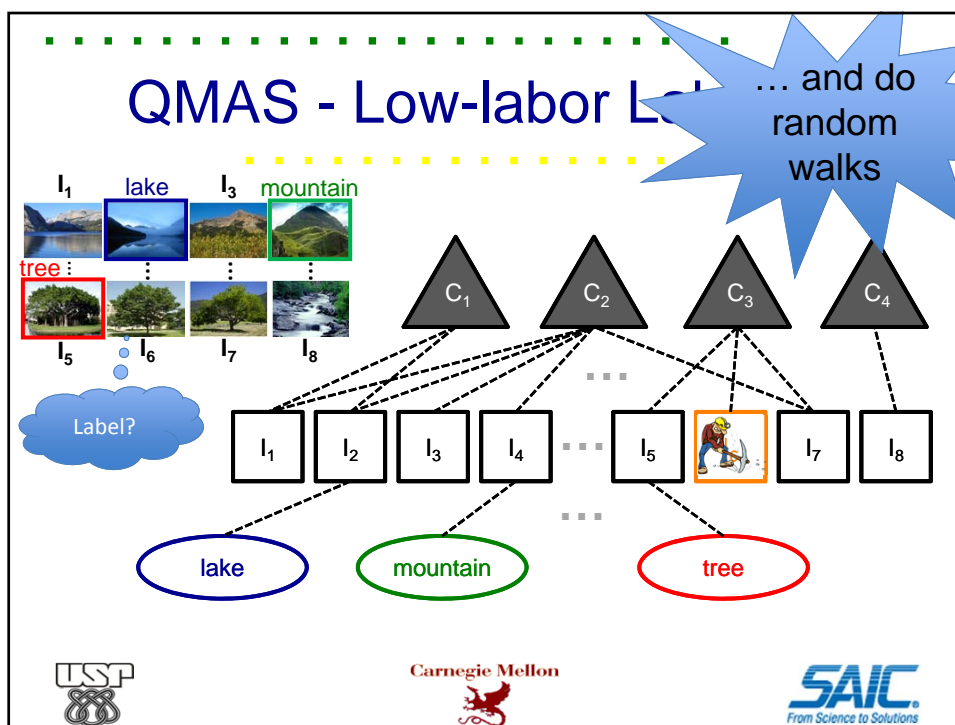 QMAS - Low-labor La
… and do
random
walks
I1
lake
I3
mountain
tree
I5
I6
I7
I8
Label?
C1
C2
C3
C4
...
I1
I2
I3
I4
...
I5
I7
I8
...
lake
mountain
tree
USP
Carnegie Mellon
SAIC.
From Science to Solutions